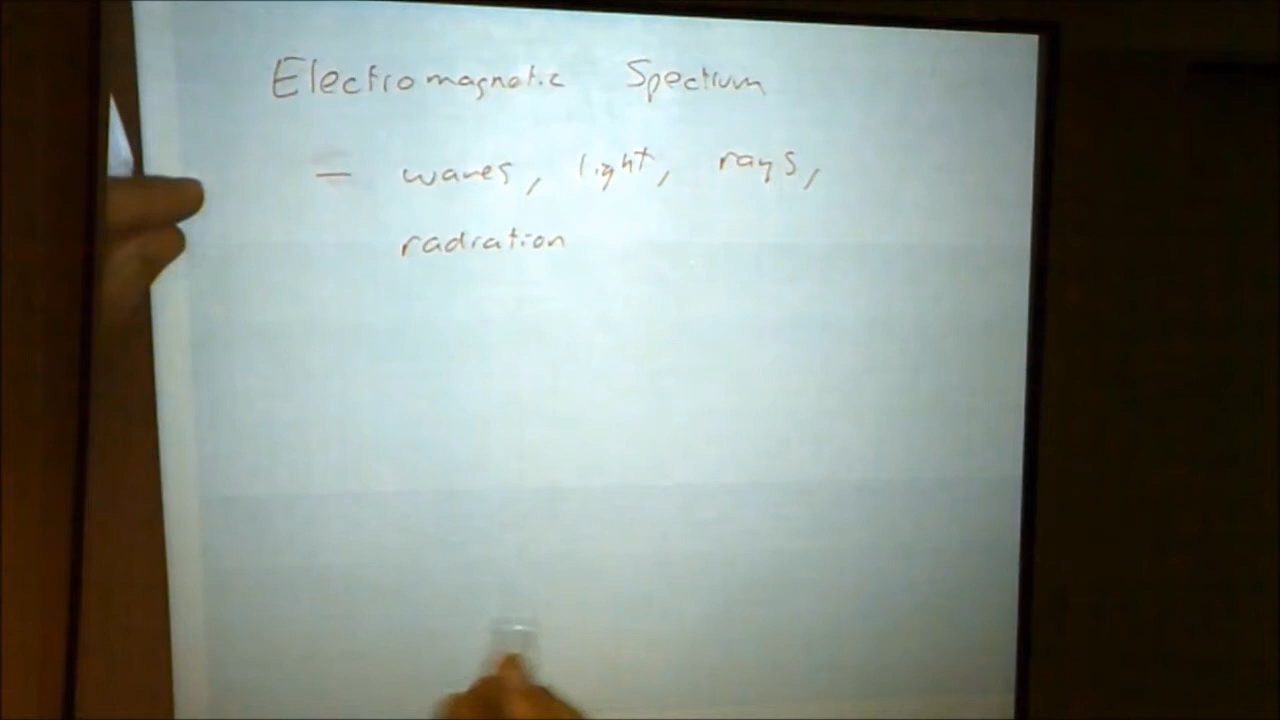 Electromagnetic Spectrum
— waves, light, rays,
radiation